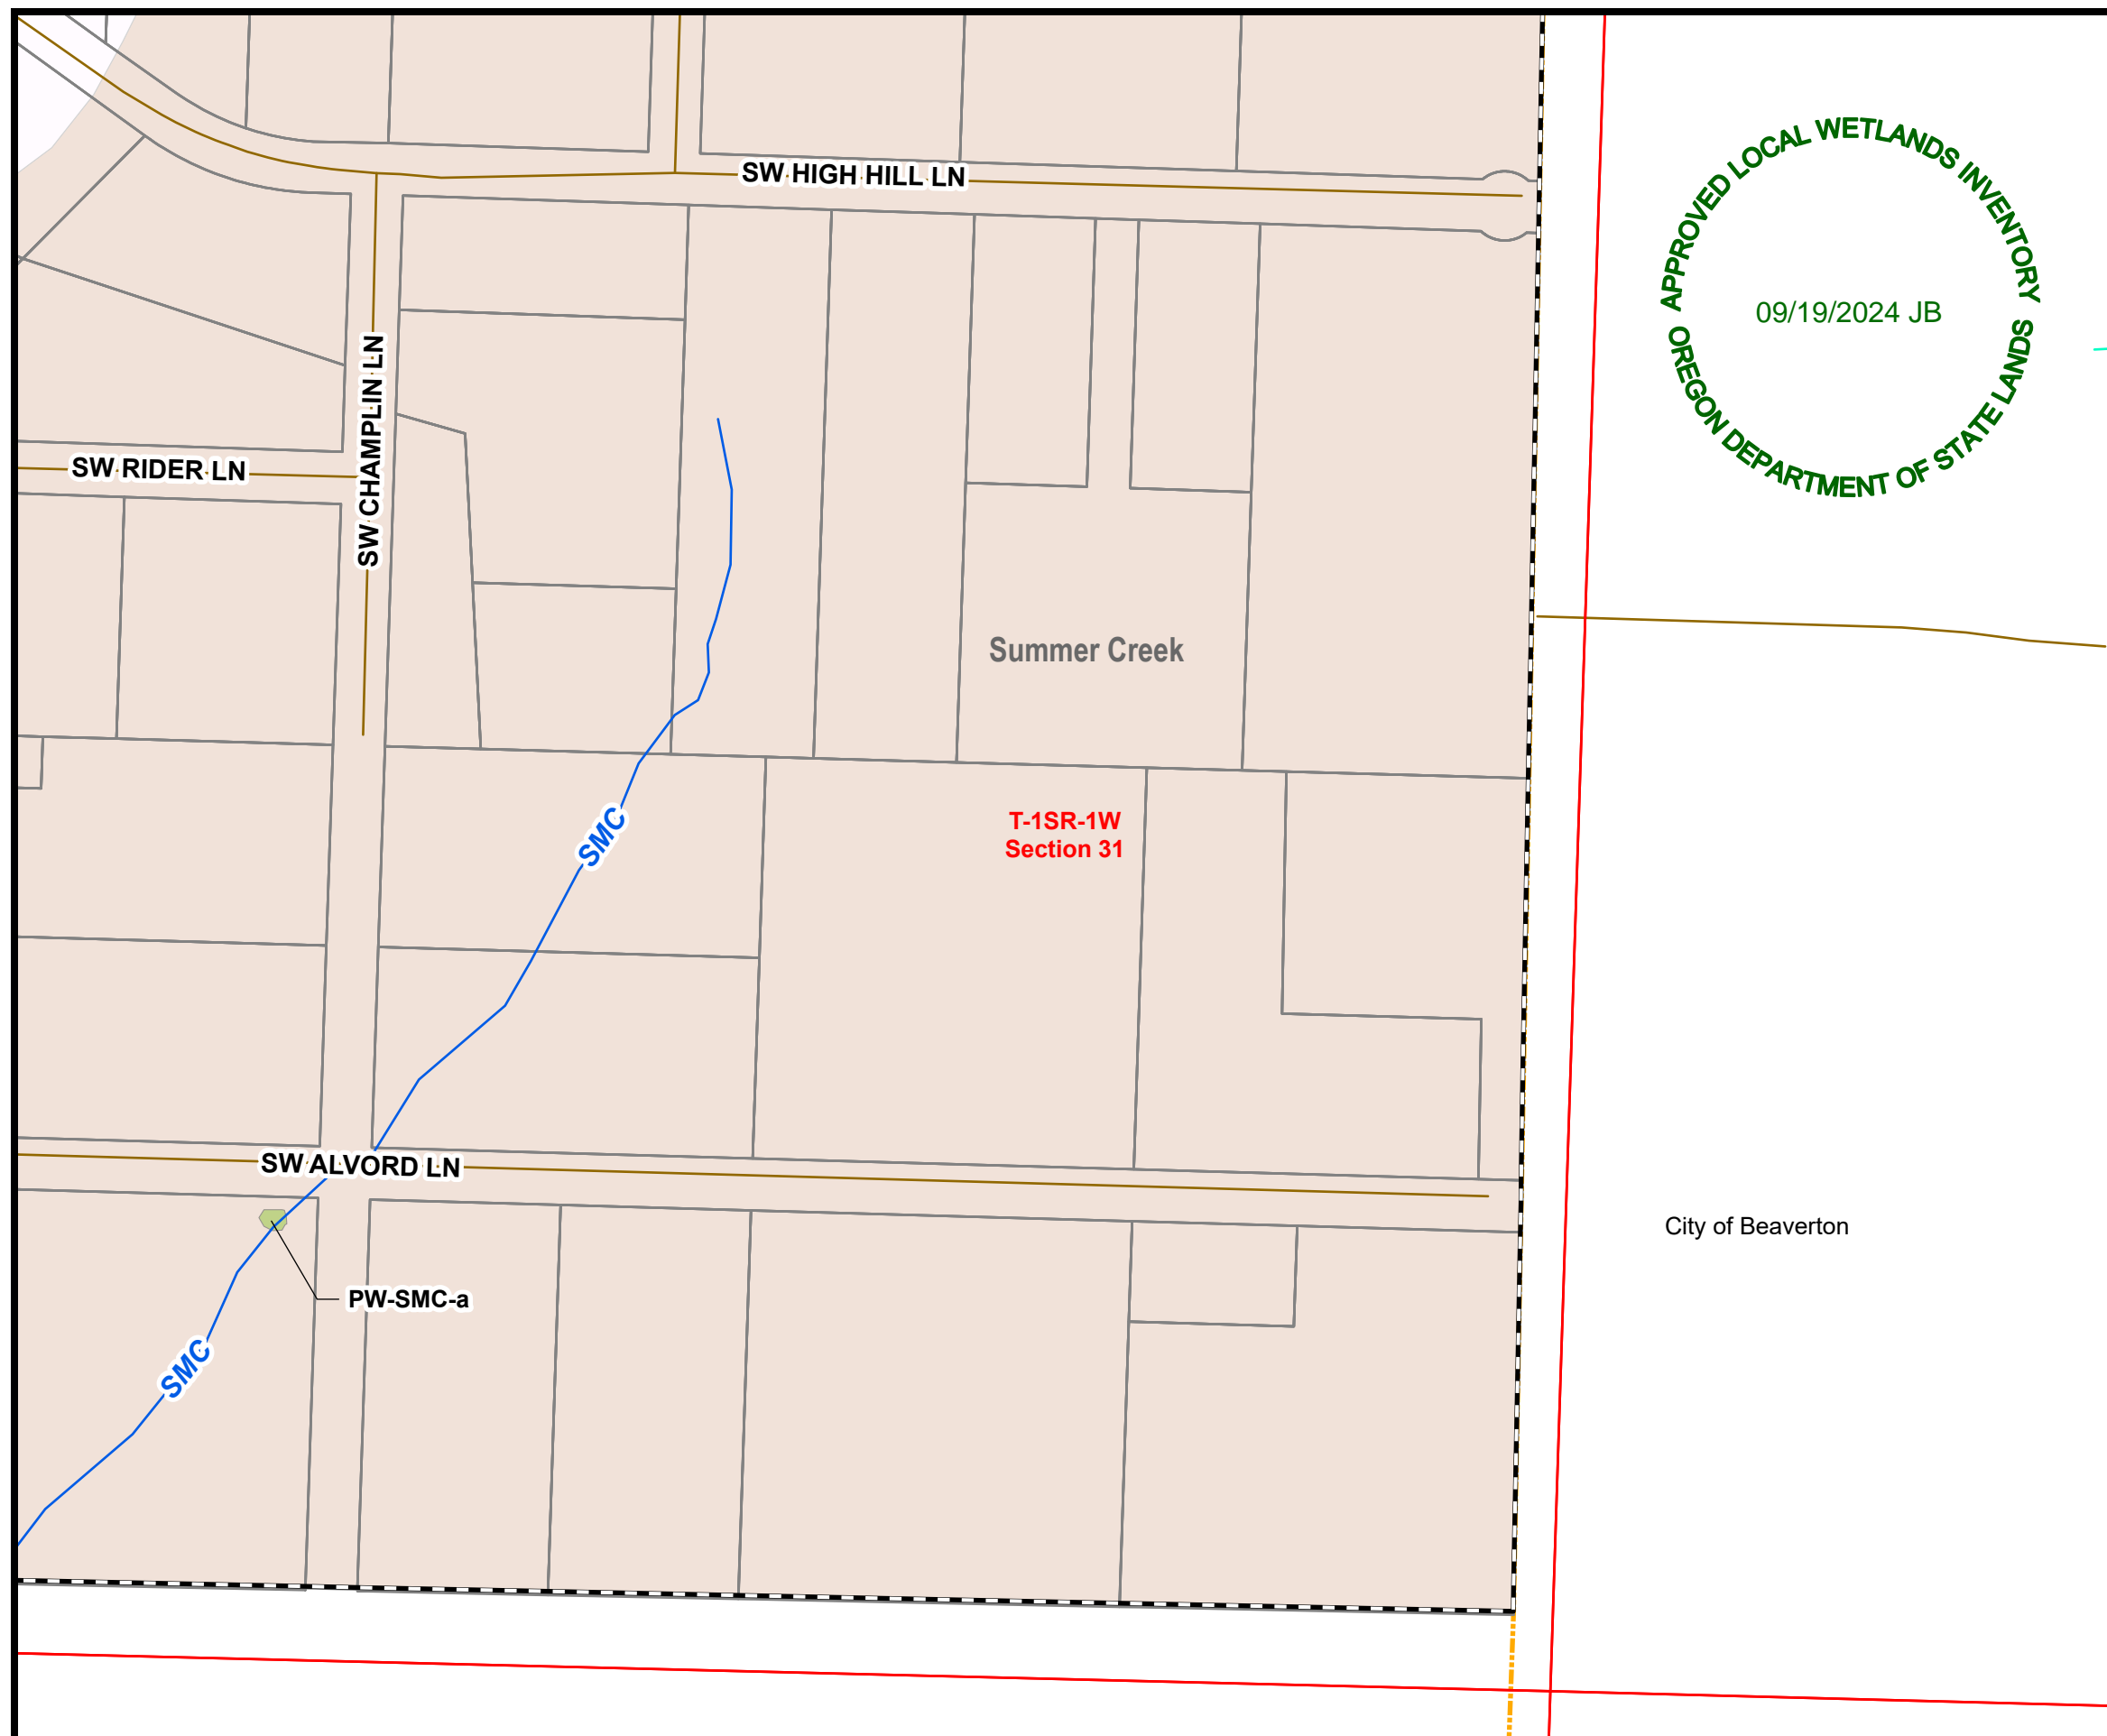 SW HIGH HILL LN
APPROVED LOCAL WETLANDS INVENTORY
09/19/2024 JB
OREGON DEPARTMENT OF STATE LANDS
SW CHAMPLIN LN
SW RIDER LN
Summer Creek
T-1SR-1W
Section 31
SMC
SW ALVORD LN
City of Beaverton
PW-SMC-a
SMC